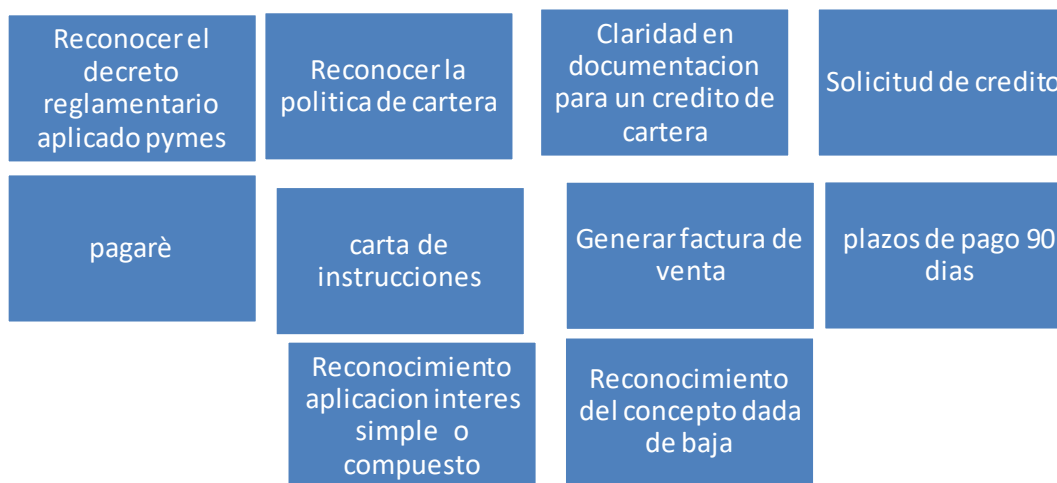 Reconocer el
decreto
reglamentario
aplicado pymes
Reconocer la
politica de cartera
Claridad en
documentacion
para un credito de
cartera
Solicitud de credito
pagarè
carta de
instrucciones
Generar factura de
venta
plazos de pago 90
dias
Reconocimiento
aplicacion interes
simple o
compuesto
Reconocimiento
del concepto dada
de baja